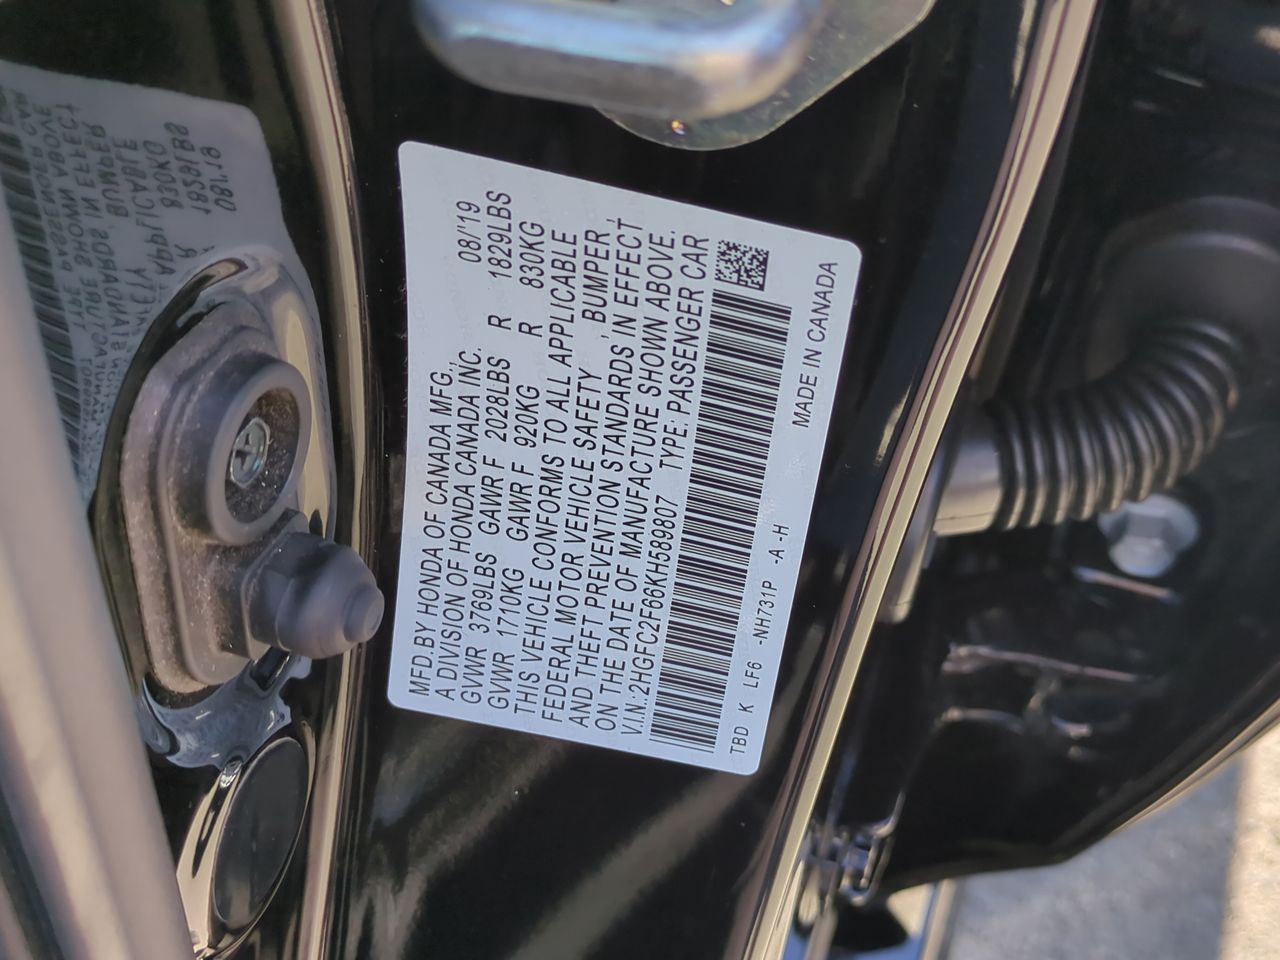 MFD.BY HONDA OF CANADA MFG., 08/'19
A DIVISION OF HONDA CANADA INC.
GVWR 3769LBS GAWR F 2028LBS R 1829LBS
GVWR 1710KG GAWR F 920KG R 830KG
THIS VEHICLE CONFORMS TO ALL APPLICABLE
FEDERAL MOTOR VEHICLE SAFETY ,BUMPER,
AND THEFT PREVENTION STANDARDS IN EFFECT
ON THE DATE OF MANUFACTURE SHOWN ABOVE.
V.I.N.:2HGFC2F66KH589807 TYPE: PASSENGER CAR
TBD K LF6 -NH731P -A -H MADE IN CANADA